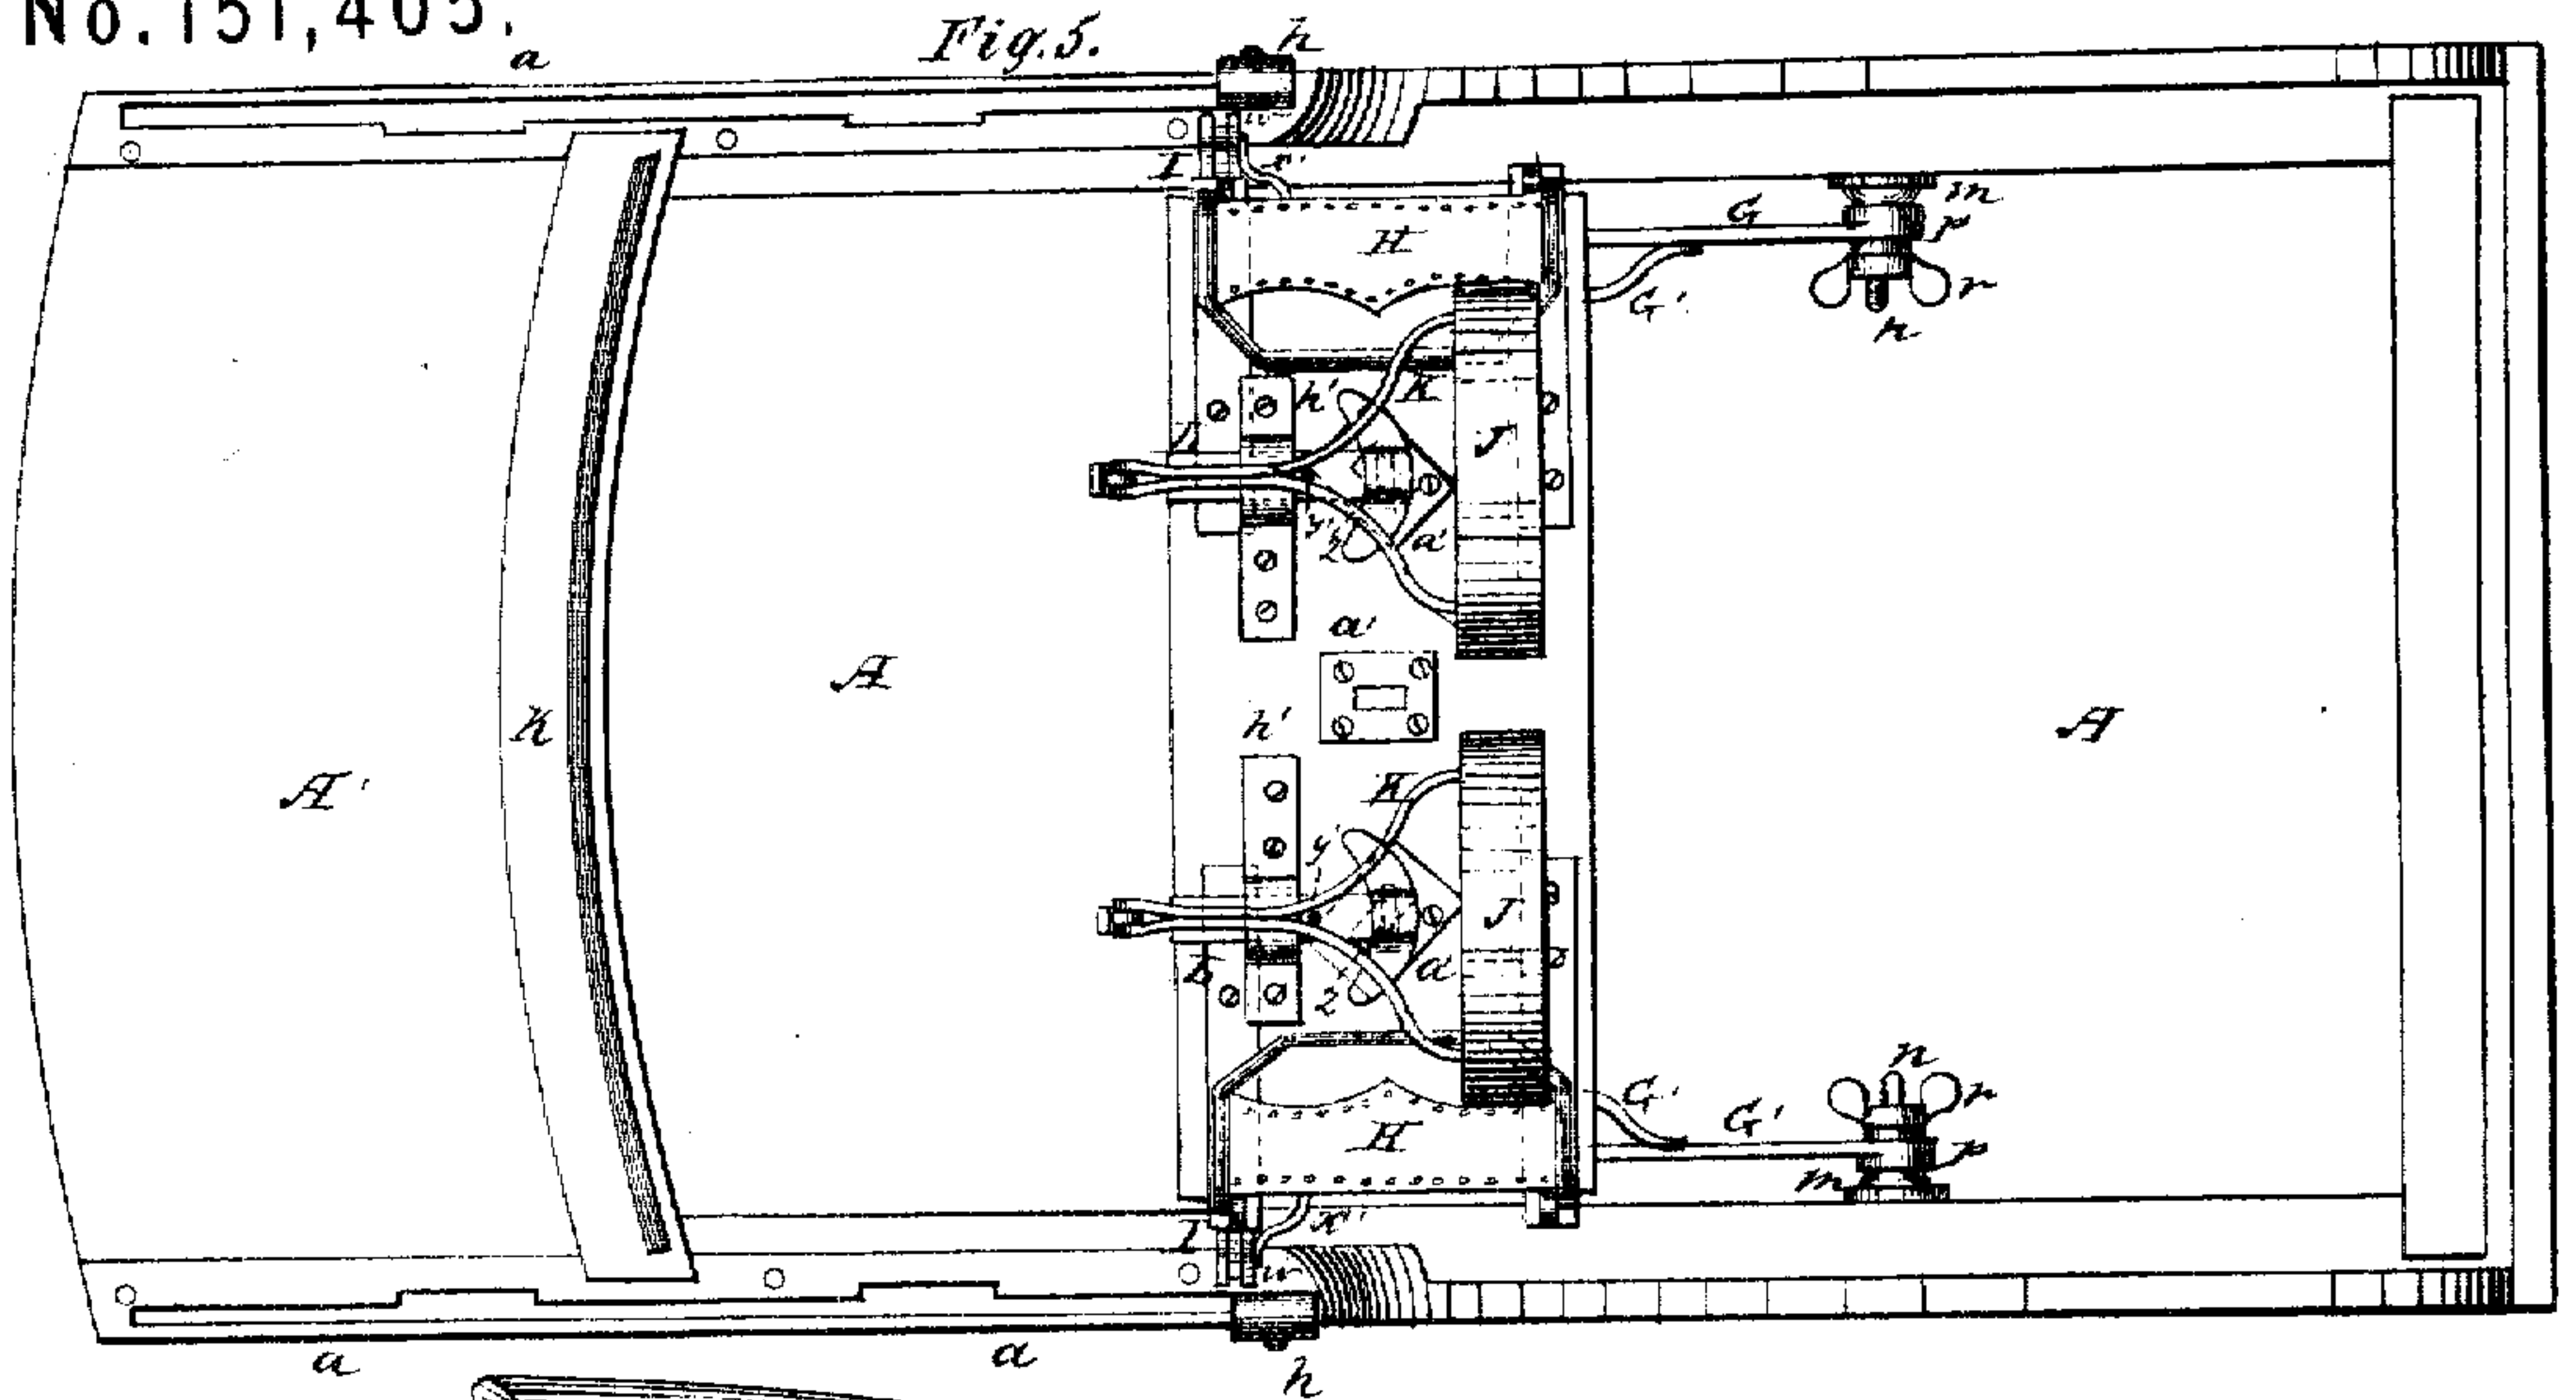 No. 151,405.
Fig. 5.
a
h
I
x'
H
G
m
p
r
n
G'
h'
K
L
J
y'
z
a'
a'
A
K
h'
A'
A
K
y'
J
L
z
a'
n
r
G'
G'
H
p
m
I
x'
u
a
a
h